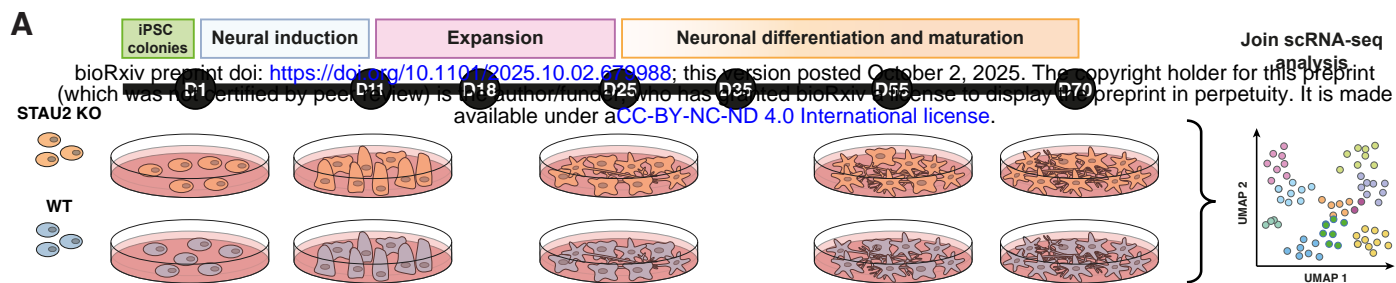 A
iPSC
colonies
Neural induction
Expansion
Neuronal differentiation and maturation
Join scRNA-seq
analysis
bioRxiv preprint doi: https://doi.org/10.1101/2025.10.02.679988; this version posted October 2, 2025. The copyright holder for this preprint
(which was not certified by peer review) is the author/funder, who has granted bioRxiv a license to display the preprint in perpetuity. It is made
available under aCC-BY-NC-ND 4.0 International license.
D1
D11
D18
D25
D35
D55
D70
STAU2 KO
WT
UMAP 2
UMAP 1